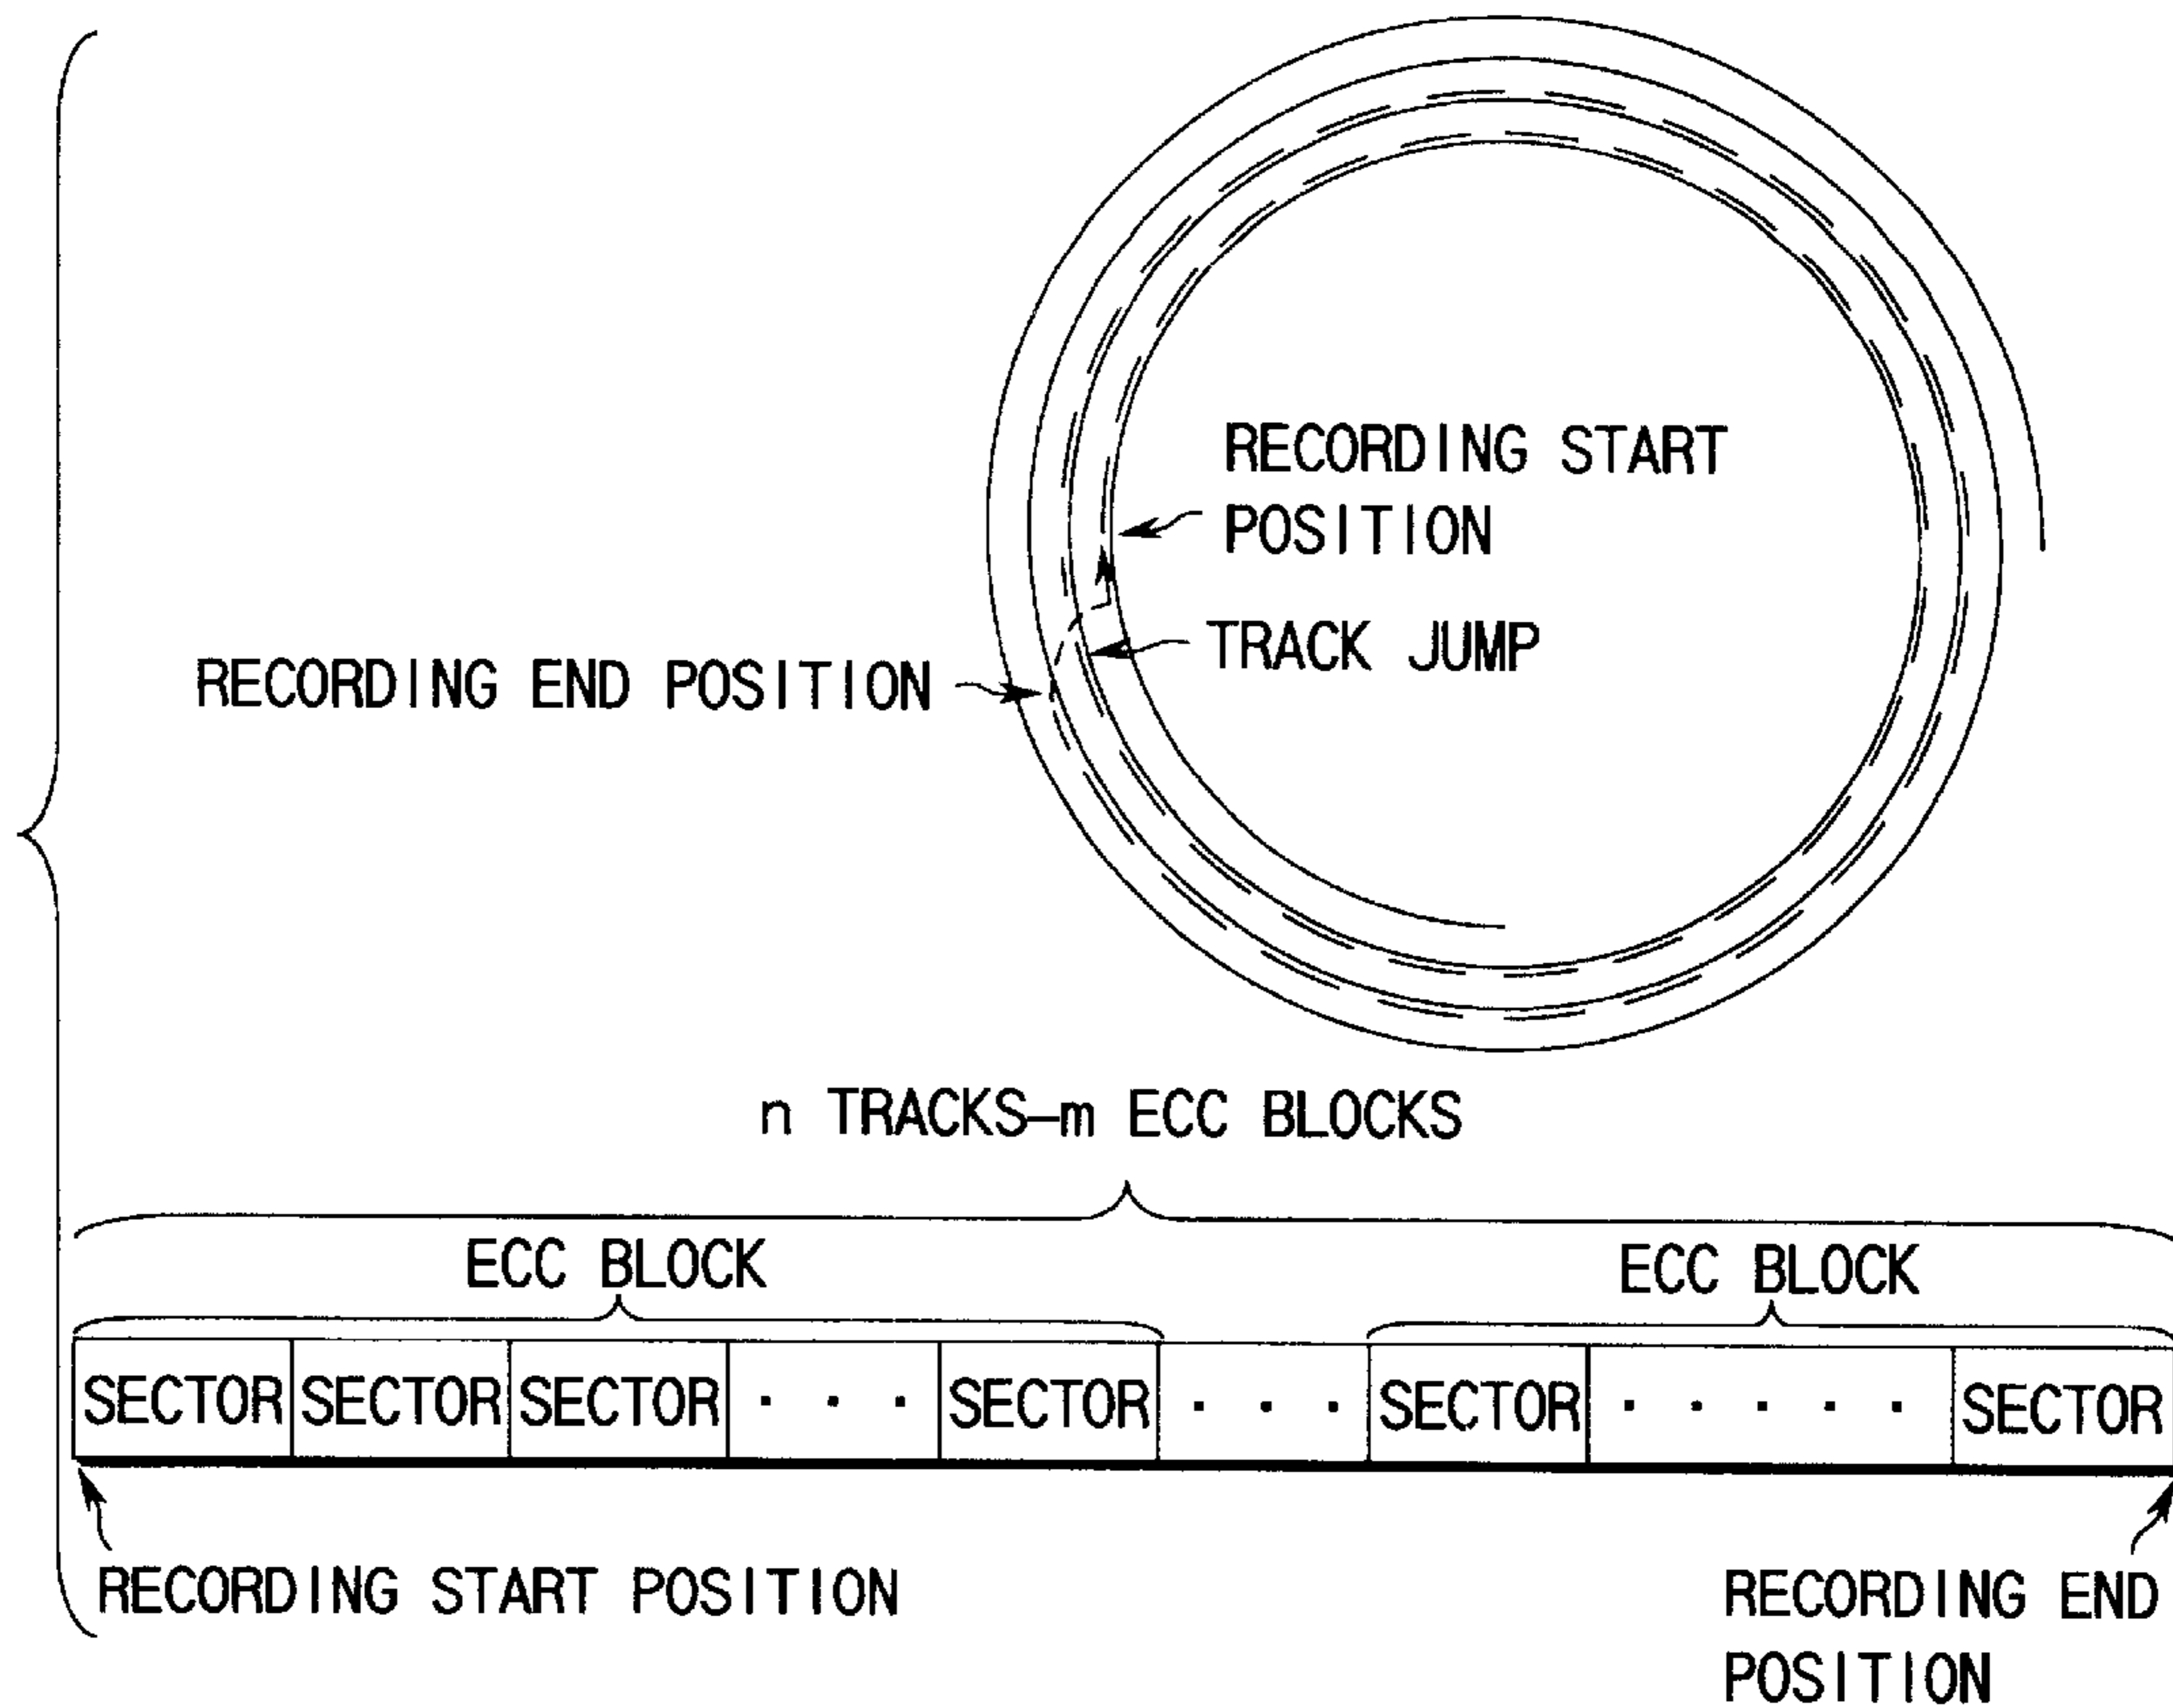 RECORDING START
POSITION
TRACK JUMP
RECORDING END POSITION
n TRACKS–m ECC BLOCKS
ECC BLOCK
ECC BLOCK
SECTOR SECTOR SECTOR · · · SECTOR · · · SECTOR · · · · · SECTOR
RECORDING START POSITION
RECORDING END
POSITION